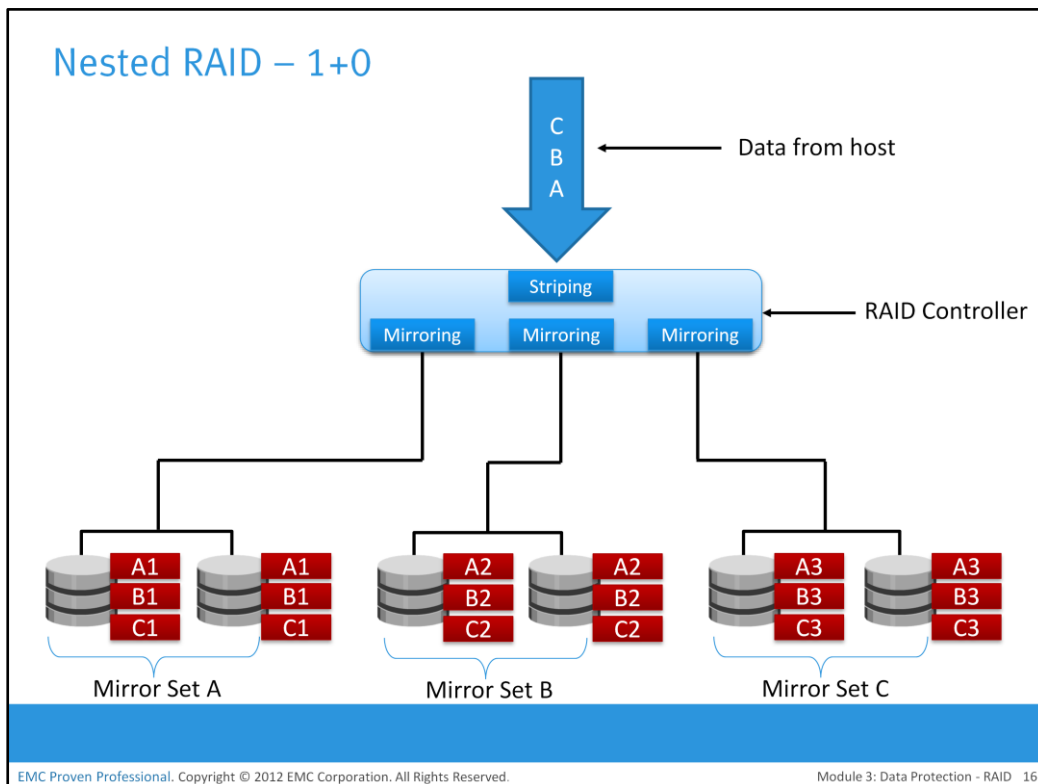 Nested RAID – 1+0
C
B
A
Data from host
Striping
RAID Controller
Mirroring
Mirroring
Mirroring
A1
B1
C1
A1
B1
C1
A2
B2
C2
A2
B2
C2
A3
B3
C3
A3
B3
C3
Mirror Set A
Mirror Set B
Mirror Set C
EMC Proven Professional. Copyright © 2012 EMC Corporation. All Rights Reserved.
Module 3: Data Protection - RAID 16